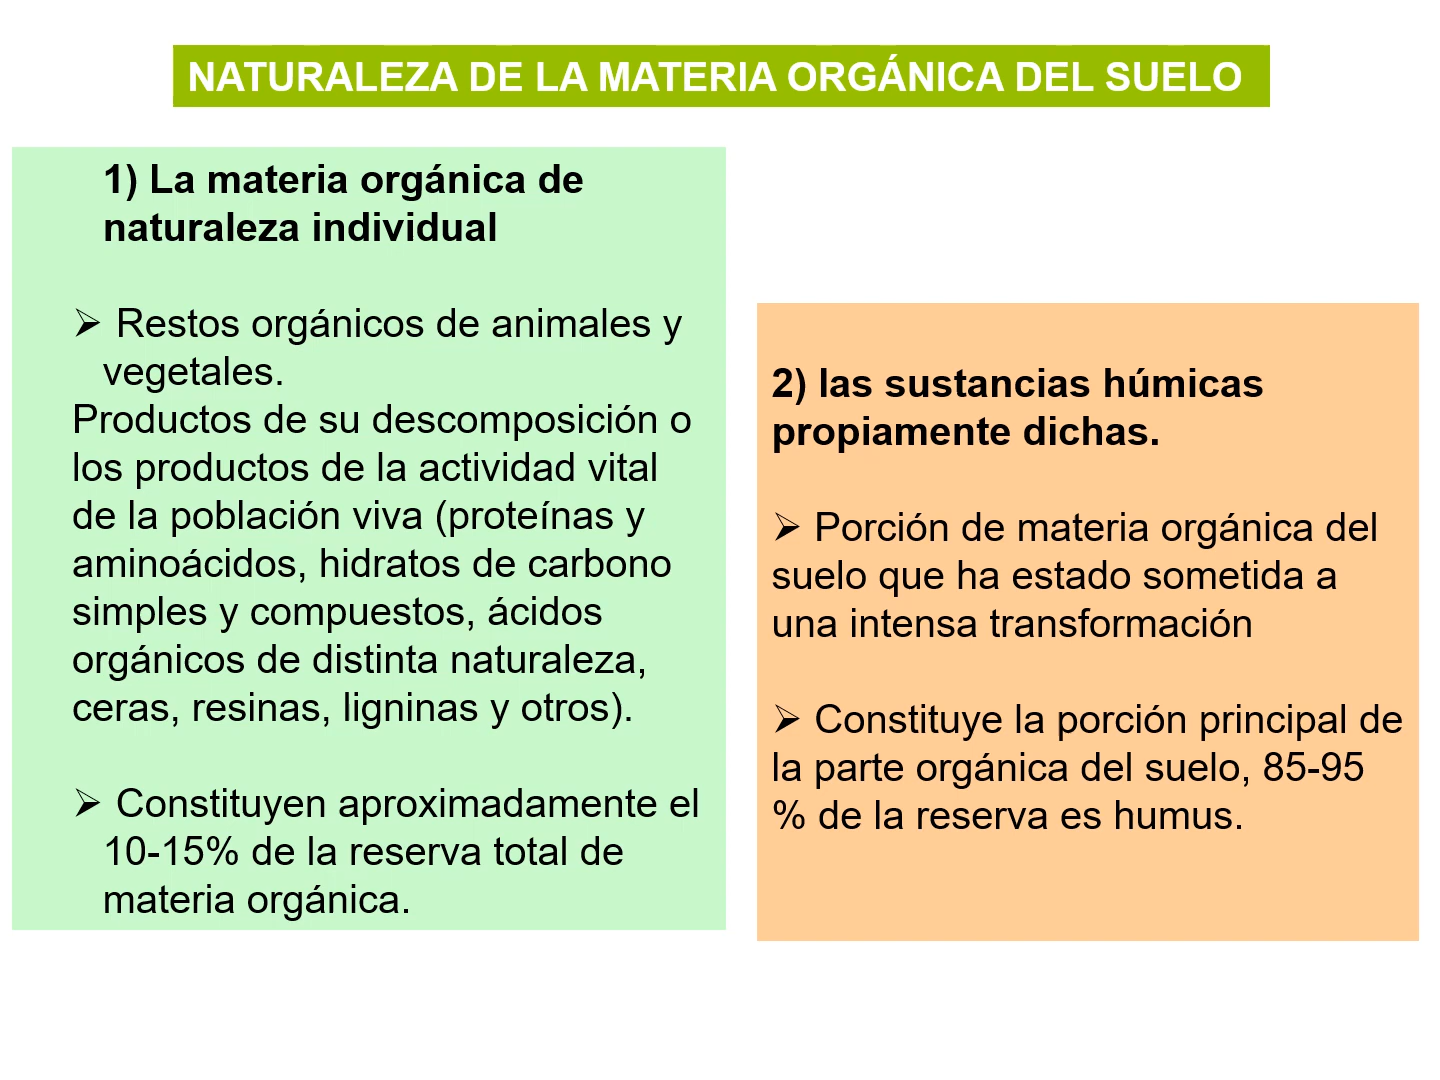 NATURALEZA DE LA MATERIA ORGÁNICA DEL SUELO
1) La materia orgánica de
naturaleza individual
➢ Restos orgánicos de animales y
vegetales.
Productos de su descomposición o
los productos de la actividad vital
de la población viva (proteínas y
aminoácidos, hidratos de carbono
simples y compuestos, ácidos
orgánicos de distinta naturaleza,
ceras, resinas, ligninas y otros).
➢ Constituyen aproximadamente el
10-15% de la reserva total de
materia orgánica.
2) las sustancias húmicas
propiamente dichas.
➢ Porción de materia orgánica del
suelo que ha estado sometida a
una intensa transformación
➢ Constituye la porción principal de
la parte orgánica del suelo, 85-95
% de la reserva es humus.